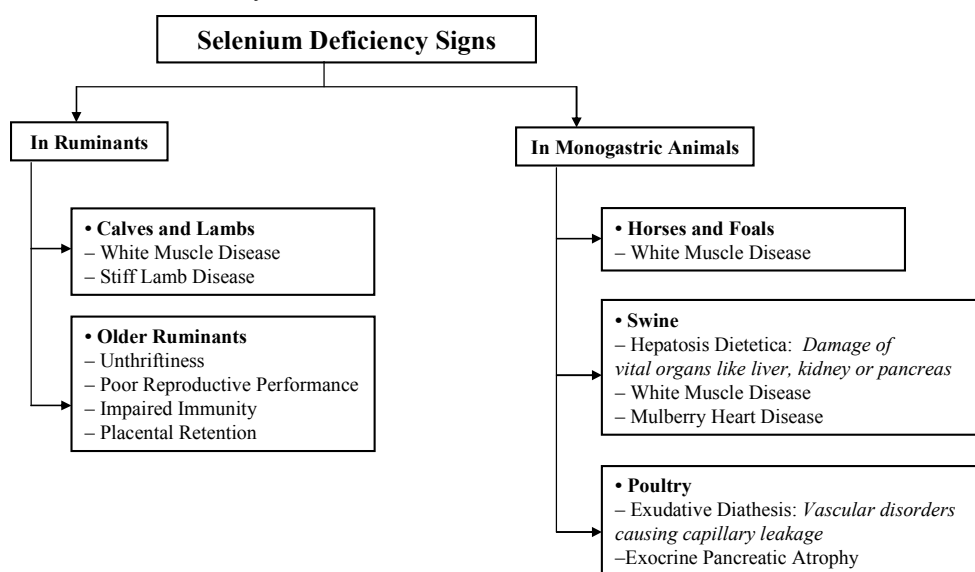 Selenium Deficiency Signs
In Ruminants
• Calves and Lambs
– White Muscle Disease
– Stiff Lamb Disease
• Older Ruminants
– Unthriftiness
– Poor Reproductive Performance
– Impaired Immunity
– Placental Retention
In Monogastric Animals
• Horses and Foals
– White Muscle Disease
• Swine
– Hepatosis Dietetica: Damage of
vital organs like liver, kidney or pancreas
– White Muscle Disease
– Mulberry Heart Disease
• Poultry
– Exudative Diathesis: Vascular disorders
causing capillary leakage
–Exocrine Pancreatic Atrophy